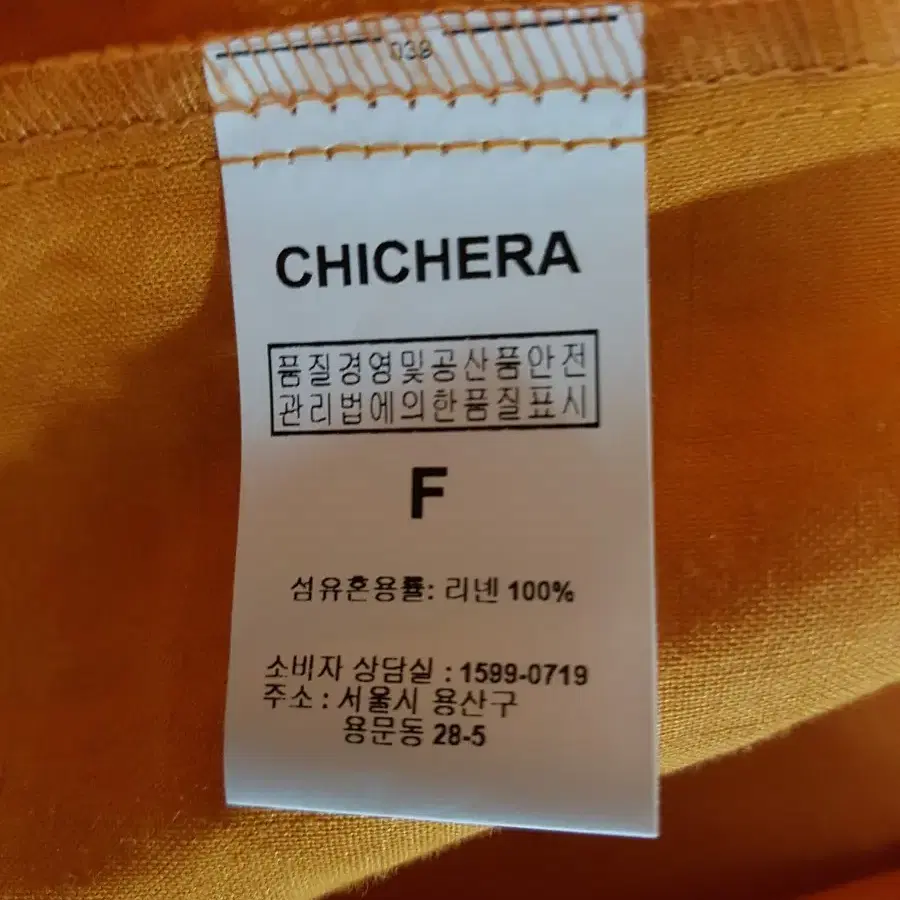 038
CHICHERA
품질경영및공산품안전
관리법에의한품질표시
F
섬유혼용률: 리넨 100%
소비자 상담실 : 1599-0719
주소 : 서울시 용산구
용문동 28-5